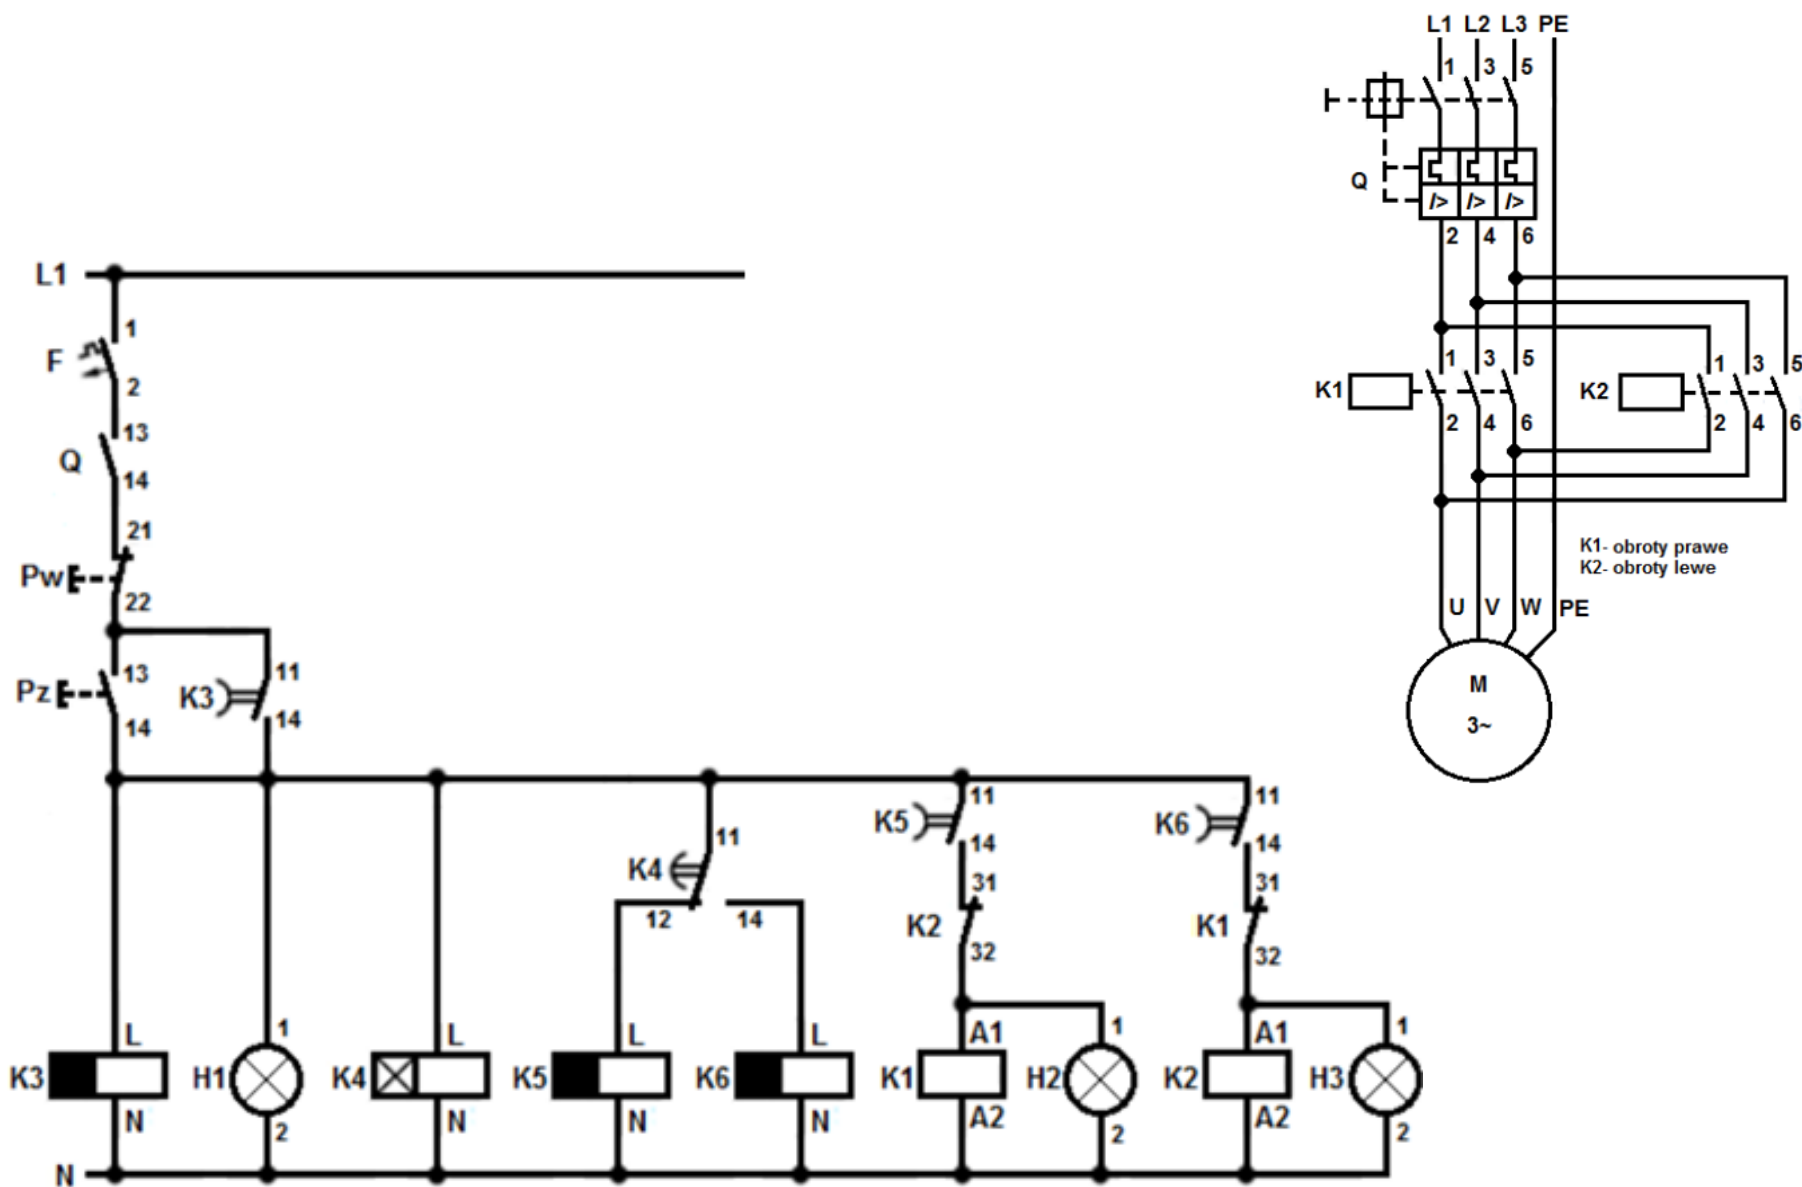 L1 L2 L3 PE
1 3 5
Q
I> I> I>
2 4 6
L1
1
F
2
13
Q
14
21
Pw
22
13
Pz
14
11
K3
14
1 3 5
K1
2 4 6
1 3 5
K2
2 4 6
K1- obroty prawe
K2- obroty lewe
U V W PE
M
3~
11
K4
12 14
11
K5
14
31
K2
32
11
K6
14
31
K1
32
L 1 L L L A1 1 A1 1
K3 H1 K4 K5 K6 K1 H2 K2 H3
N 2 N N N A2 2 A2 2
N